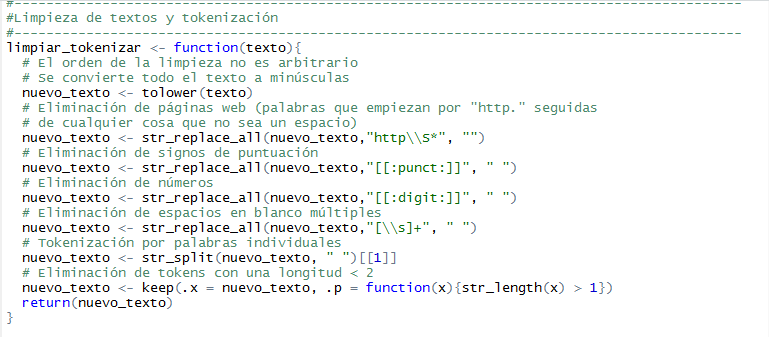 #--------------------------------------------------------------------------------------------
#Limpieza de textos y tokenización
#--------------------------------------------------------------------------------------------
limpiar_tokenizar <- function(texto){
  # El orden de la limpieza no es arbitrario
  # Se convierte todo el texto a minúsculas
  nuevo_texto <- tolower(texto)
  # Eliminación de páginas web (palabras que empiezan por "http." seguidas
  # de cualquier cosa que no sea un espacio)
  nuevo_texto <- str_replace_all(nuevo_texto,"http\\S*", "")
  # Eliminación de signos de puntuación
  nuevo_texto <- str_replace_all(nuevo_texto,"[[:punct:]]", " ")
  # Eliminación de números
  nuevo_texto <- str_replace_all(nuevo_texto,"[[:digit:]]", " ")
  # Eliminación de espacios en blanco múltiples
  nuevo_texto <- str_replace_all(nuevo_texto,"[\\s]+", " ")
  # Tokenización por palabras individuales
  nuevo_texto <- str_split(nuevo_texto, " ")[[1]]
  # Eliminación de tokens con una longitud < 2
  nuevo_texto <- keep(.x = nuevo_texto, .p = function(x){str_length(x) > 1})
  return(nuevo_texto)
}